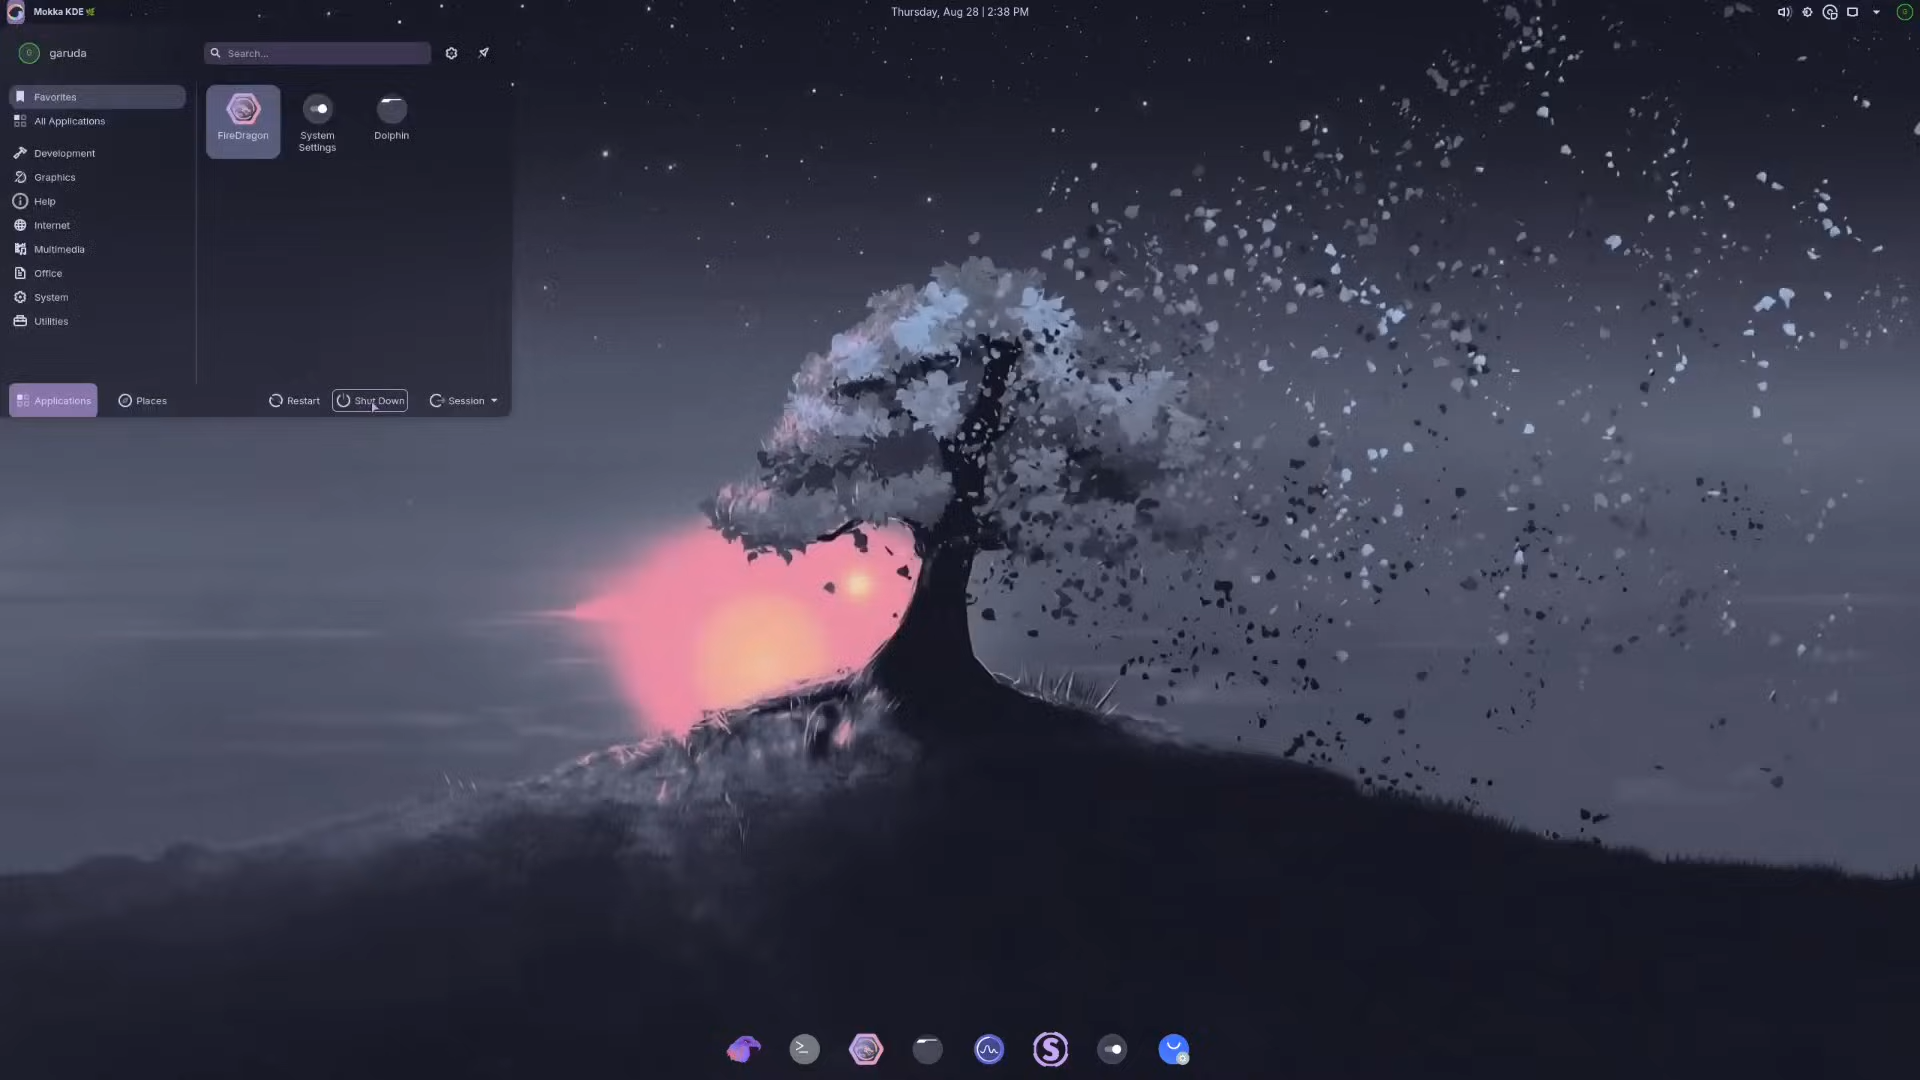 Mokka KDE
Thursday, Aug 28 | 2:38 PM
garuda
Search...
Favorites
All Applications
Development
Graphics
Help
Internet
Multimedia
Office
System
Utilities
FireDragon
System
Settings
Dolphin
Applications
Places
Restart
Shut Down
Session